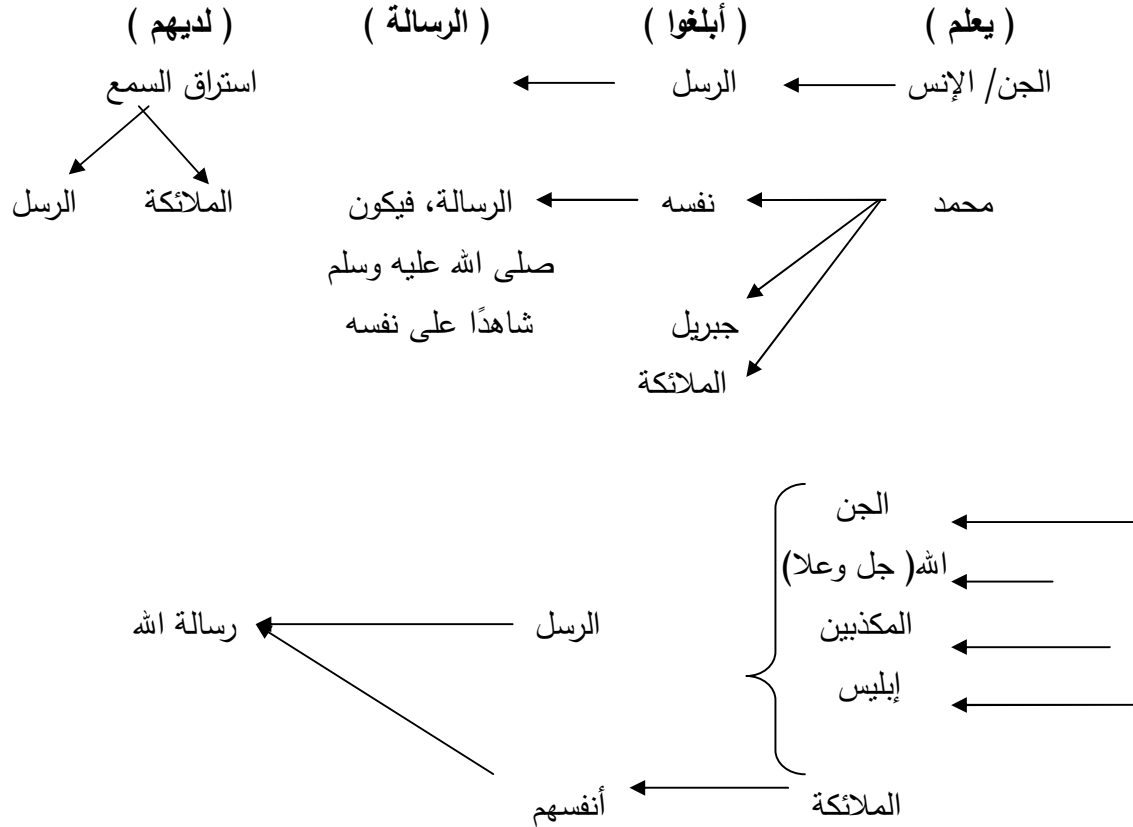 ( يعلم ) ( أبلغوا ) ( الرسالة ) ( لديهم )
الجن/ الإنس الرسل استراق السمع
محمد نفسه الرسالة، فيكون الملائكة الرسل
صلى الله عليه وسلم
جبريل شاهدًا على نفسه
الملائكة
الجن
الله( جل وعلا)
المكذبين الرسل رسالة الله
إبليس
الملائكة أنفسهم